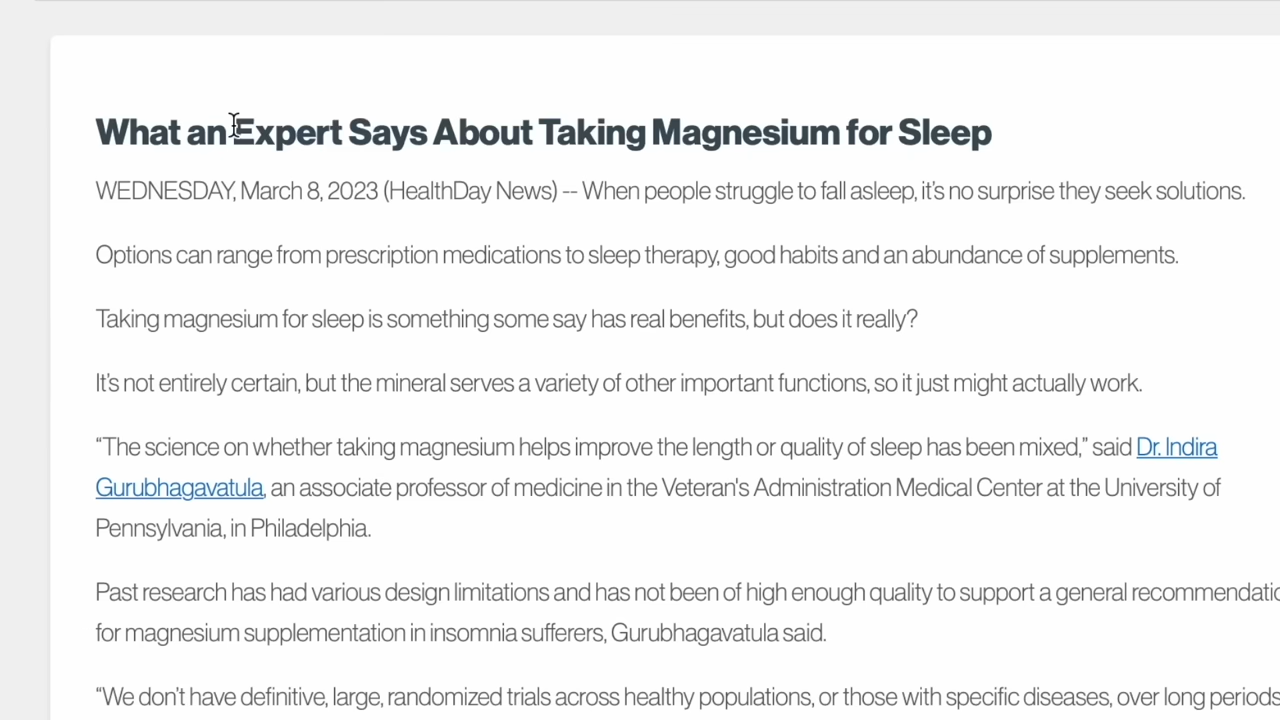 What an Expert Says About Taking Magnesium for Sleep
WEDNESDAY, March 8, 2023 (HealthDay News) -- When people struggle to fall asleep, it’s no surprise they seek solutions.
Options can range from prescription medications to sleep therapy, good habits and an abundance of supplements.
Taking magnesium for sleep is something some say has real benefits, but does it really?
It’s not entirely certain, but the mineral serves a variety of other important functions, so it just might actually work.
“The science on whether taking magnesium helps improve the length or quality of sleep has been mixed,” said Dr. Indira
Gurubhagavatula, an associate professor of medicine in the Veteran's Administration Medical Center at the University of
Pennsylvania, in Philadelphia.
Past research has had various design limitations and has not been of high enough quality to support a general
for magnesium supplementation in insomnia sufferers, Gurubhagavatula said.
“We don’t have definitive, large, randomized trials across healthy populations, or those with specific diseases, over long periods